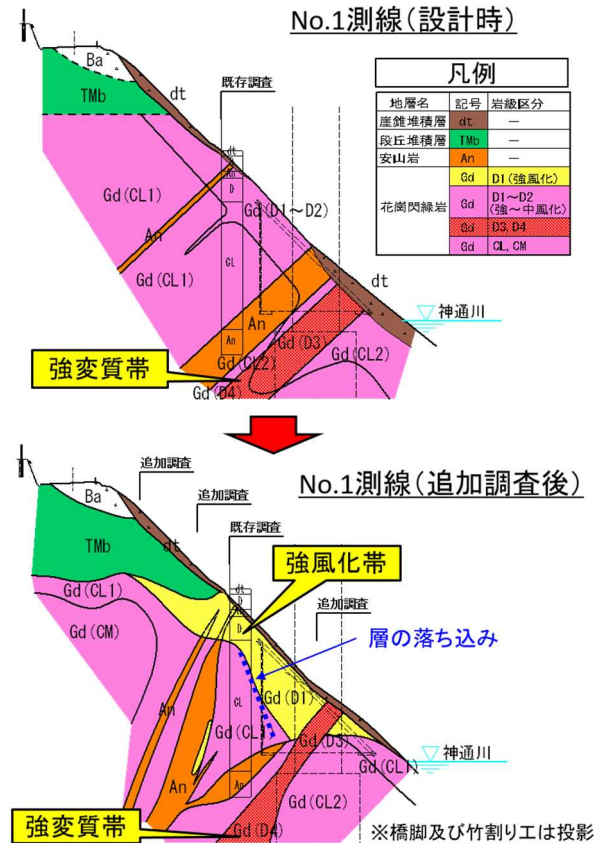 No.1測線(設計時)
凡例
地層名 記号 岩級区分
崖錐堆積層 dt −
段丘堆積層 TMb −
安山岩 An −
花崗閃緑岩
Gd D1(強風化)
Gd D1～D2
(強～中風化)
Gd D3, D4
Gd CL, CM
Ba
TMb
dt
既存調査
dt
An
D
Gd(CL1)
Gd(D1～D2)
An
Gd(CL1)
CL
dt
神通川
An
An
Gd(D3)
Gd(CL2)
Gd(CL2)
強変質帯
Gd(D4)
No.1測線(追加調査後)
追加調査
追加調査
Ba
既存調査
TMb
dt
強風化帯
dt
D
追加調査
Gd(CL1)
Gd(CM)
層の落ち込み
CL
Gd(D1)
An
Gd(CL1
Gd(D3)
神通川
Gd(CL1)
An
An
Gd(CL2)
強変質帯
Gd(D4)
※橋脚及び竹割り工は投影